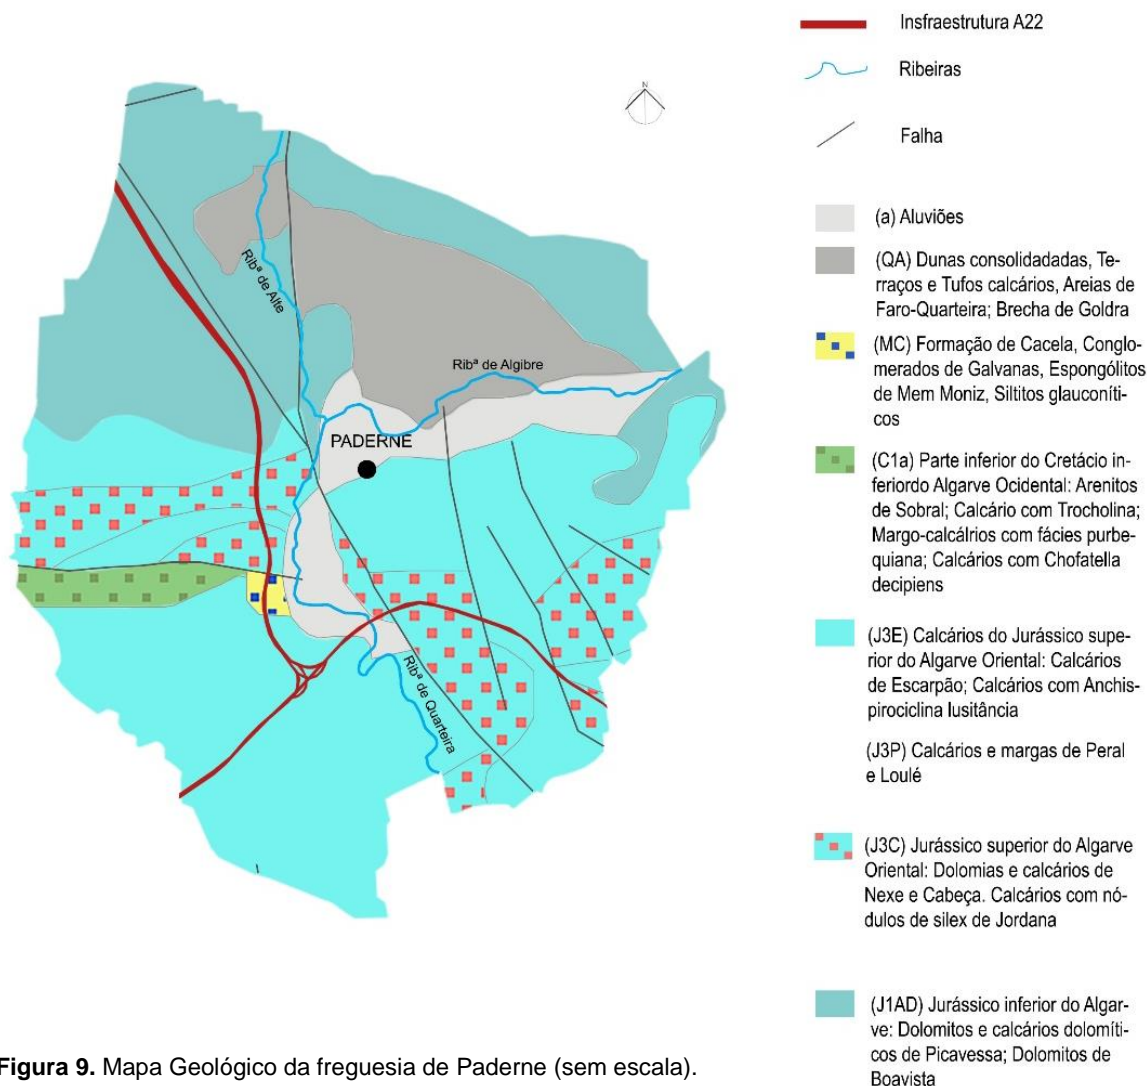 Insfraestrutura A22
Ribeiras
Falha
(a) Aluviões
(QA) Dunas consolidadadas, Te-
rraços e Tufos calcários, Areias de
Faro-Quarteira; Brecha de Goldra
(MC) Formação de Cacela, Conglo-
merados de Galvanas, Espongólitos
de Mem Moniz, Siltitos glauconíti-
cos
(C1a) Parte inferior do Cretácio in-
feriordo Algarve Ocidental: Arenitos
de Sobral; Calcário com Trocholina;
Margo-calcálrios com fácies purbe-
quiana; Calcários com Chofatella
decipiens
(J3E) Calcários do Jurássico supe-
rior do Algarve Oriental: Calcários
de Escarpão; Calcários com Anchis-
pirociclina lusitância
(J3P) Calcários e margas de Peral
e Loulé
(J3C) Jurássico superior do Algarve
Oriental: Dolomias e calcários de
Nexe e Cabeça. Calcários com nó-
dulos de silex de Jordana
(J1AD) Jurássico inferior do Algar-
ve: Dolomitos e calcários dolomíti-
cos de Picavessa; Dolomitos de
Boavista
N
Ribª de Alte
Ribª de Algibre
PADERNE
Ribª de Quarteira
Figura 9. Mapa Geológico da freguesia de Paderne (sem escala).